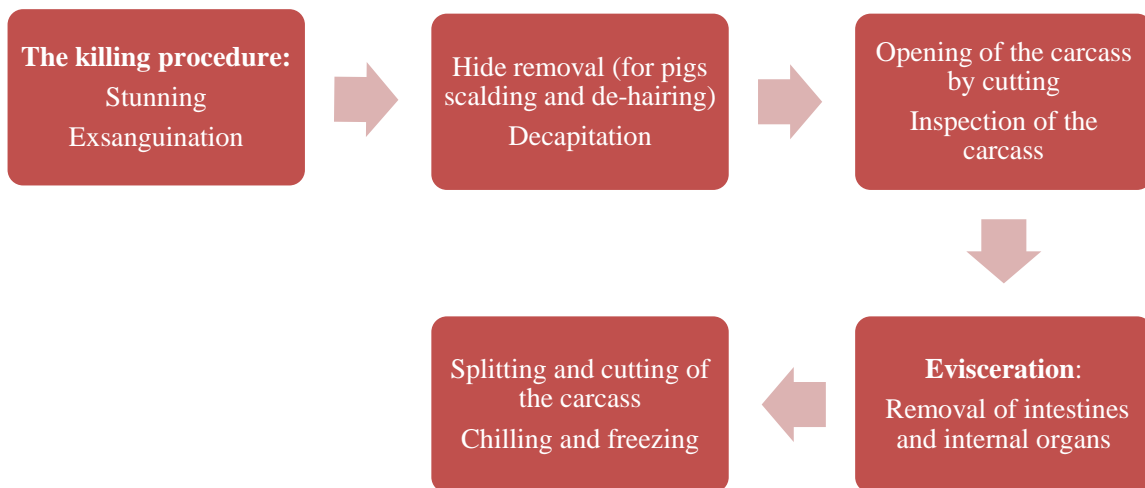 The killing procedure:
Stunning
Exsanguination
Hide removal (for pigs
scalding and de-hairing)
Decapitation
Opening of the carcass
by cutting
Inspection of the
carcass
Evisceration:
Removal of intestines
and internal organs
Splitting and cutting of
the carcass
Chilling and freezing